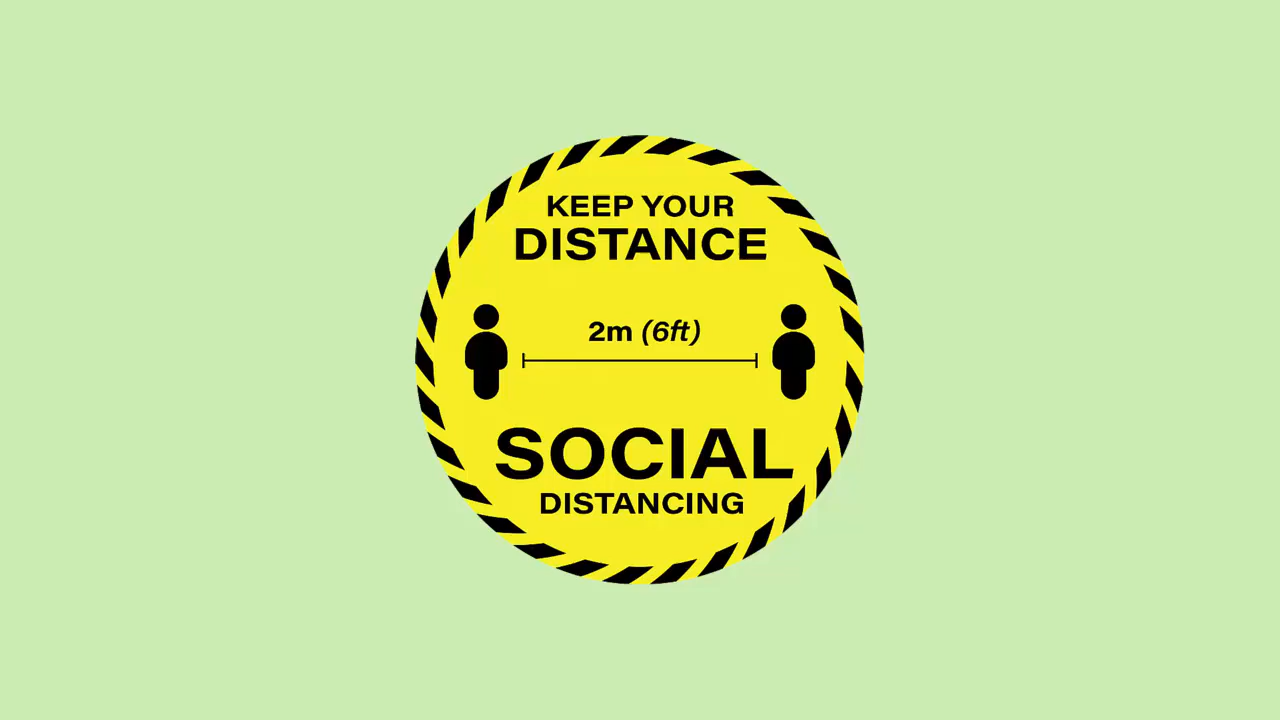 KEEP YOUR
DISTANCE
2m (6ft)
SOCIAL
DISTANCING